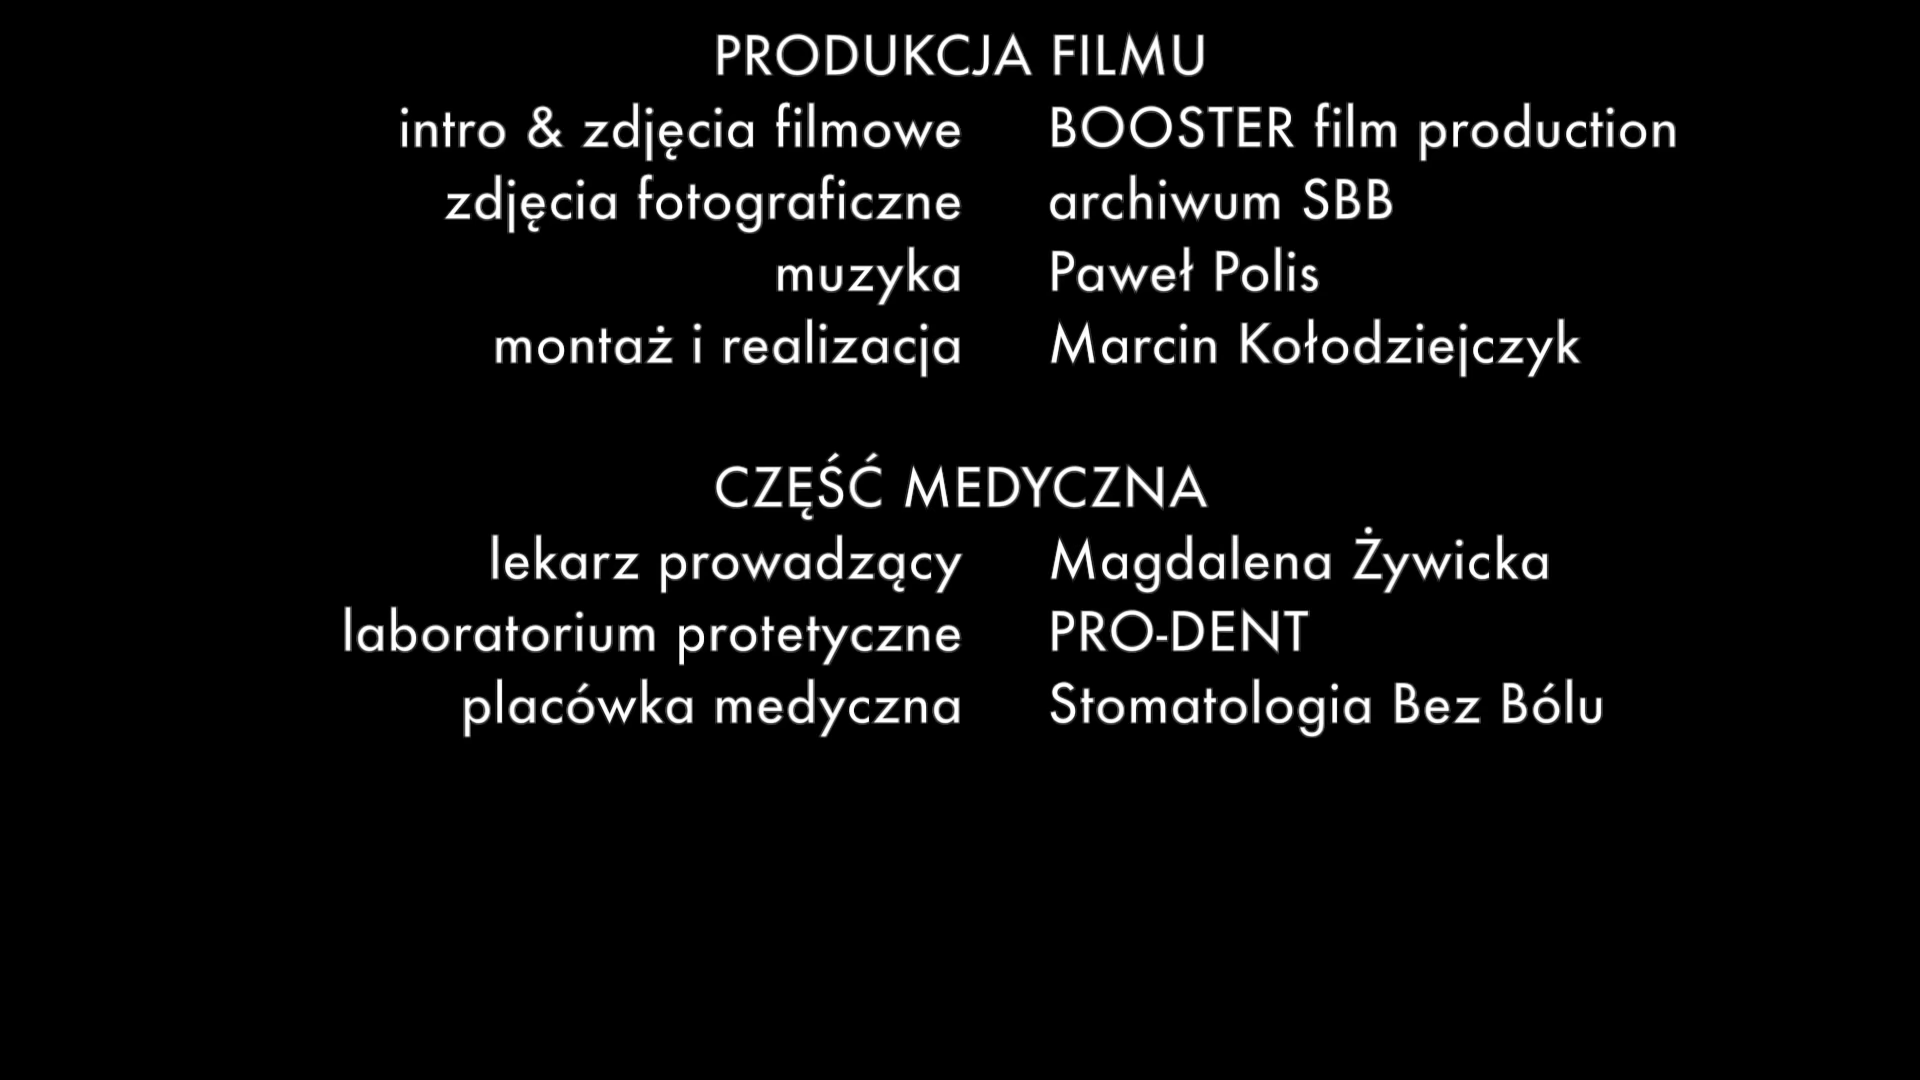 PRODUKCJA FILMU
intro & zdjęcia filmowe BOOSTER film production
zdjęcia fotograficzne archiwum SBB
muzyka Paweł Polis
montaż i realizacja Marcin Kołodziejczyk
CZĘŚĆ MEDYCZNA
lekarz prowadzący Magdalena Żywicka
laboratorium protetyczne PRO-DENT
placówka medyczna Stomatologia Bez Bólu